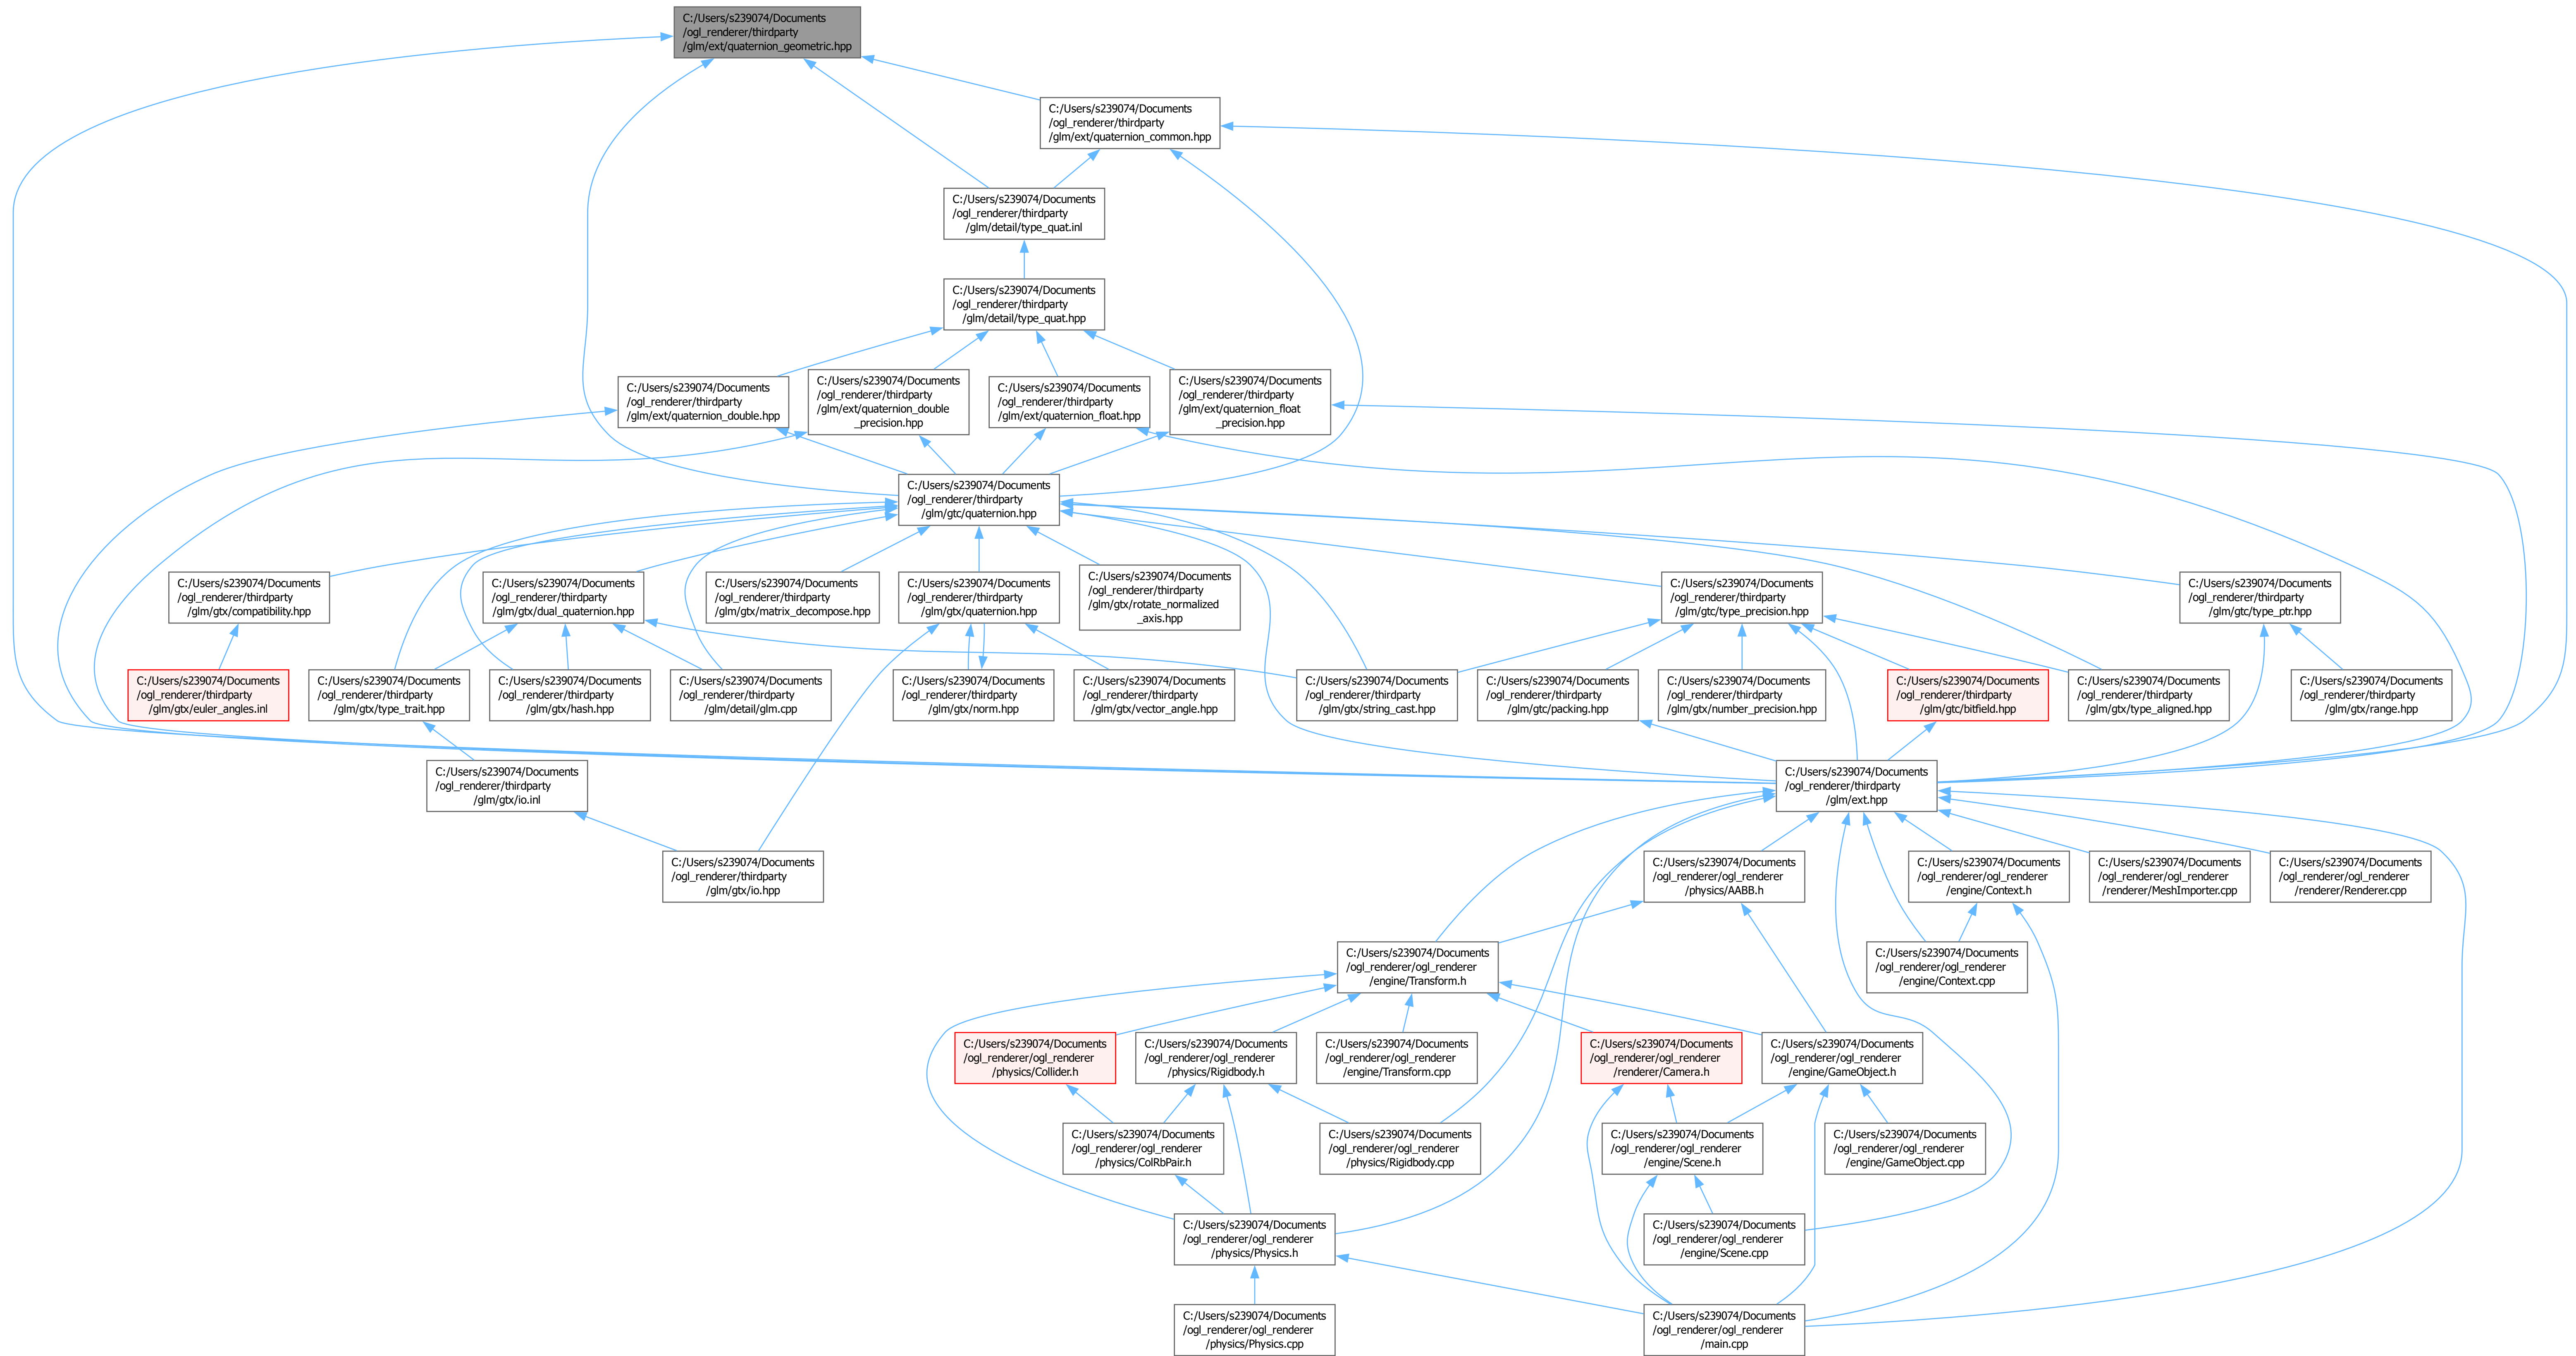 C:/Users/s239074/Documents
/ogl_renderer/thirdparty
/glm/ext/quaternion_geometric.hpp
C:/Users/s239074/Documents
/ogl_renderer/thirdparty
/glm/ext/quaternion_common.hpp
C:/Users/s239074/Documents
/ogl_renderer/thirdparty
/glm/detail/type_quat.inl
C:/Users/s239074/Documents
/ogl_renderer/thirdparty
/glm/detail/type_quat.hpp
C:/Users/s239074/Documents
/ogl_renderer/thirdparty
/glm/ext/quaternion_double.hpp
C:/Users/s239074/Documents
/ogl_renderer/thirdparty
/glm/ext/quaternion_double
_precision.hpp
C:/Users/s239074/Documents
/ogl_renderer/thirdparty
/glm/ext/quaternion_float.hpp
C:/Users/s239074/Documents
/ogl_renderer/thirdparty
/glm/ext/quaternion_float
_precision.hpp
C:/Users/s239074/Documents
/ogl_renderer/thirdparty
/glm/gtc/quaternion.hpp
C:/Users/s239074/Documents
/ogl_renderer/thirdparty
/glm/gtx/compatibility.hpp
C:/Users/s239074/Documents
/ogl_renderer/thirdparty
/glm/gtx/dual_quaternion.hpp
C:/Users/s239074/Documents
/ogl_renderer/thirdparty
/glm/gtx/matrix_decompose.hpp
C:/Users/s239074/Documents
/ogl_renderer/thirdparty
/glm/gtx/quaternion.hpp
C:/Users/s239074/Documents
/ogl_renderer/thirdparty
/glm/gtx/rotate_normalized
_axis.hpp
C:/Users/s239074/Documents
/ogl_renderer/thirdparty
/glm/gtc/type_precision.hpp
C:/Users/s239074/Documents
/ogl_renderer/thirdparty
/glm/gtc/type_ptr.hpp
C:/Users/s239074/Documents
/ogl_renderer/thirdparty
/glm/gtx/euler_angles.inl
C:/Users/s239074/Documents
/ogl_renderer/thirdparty
/glm/gtx/type_trait.hpp
C:/Users/s239074/Documents
/ogl_renderer/thirdparty
/glm/gtx/hash.hpp
C:/Users/s239074/Documents
/ogl_renderer/thirdparty
/glm/detail/glm.cpp
C:/Users/s239074/Documents
/ogl_renderer/thirdparty
/glm/gtx/norm.hpp
C:/Users/s239074/Documents
/ogl_renderer/thirdparty
/glm/gtx/vector_angle.hpp
C:/Users/s239074/Documents
/ogl_renderer/thirdparty
/glm/gtx/string_cast.hpp
C:/Users/s239074/Documents
/ogl_renderer/thirdparty
/glm/gtc/packing.hpp
C:/Users/s239074/Documents
/ogl_renderer/thirdparty
/glm/gtx/number_precision.hpp
C:/Users/s239074/Documents
/ogl_renderer/thirdparty
/glm/gtc/bitfield.hpp
C:/Users/s239074/Documents
/ogl_renderer/thirdparty
/glm/gtx/type_aligned.hpp
C:/Users/s239074/Documents
/ogl_renderer/thirdparty
/glm/gtx/range.hpp
C:/Users/s239074/Documents
/ogl_renderer/thirdparty
/glm/gtx/io.inl
C:/Users/s239074/Documents
/ogl_renderer/thirdparty
/glm/ext.hpp
C:/Users/s239074/Documents
/ogl_renderer/thirdparty
/glm/gtx/io.hpp
C:/Users/s239074/Documents
/ogl_renderer/ogl_renderer
/physics/AABB.h
C:/Users/s239074/Documents
/ogl_renderer/ogl_renderer
/engine/Context.h
C:/Users/s239074/Documents
/ogl_renderer/ogl_renderer
/renderer/MeshImporter.cpp
C:/Users/s239074/Documents
/ogl_renderer/ogl_renderer
/renderer/Renderer.cpp
C:/Users/s239074/Documents
/ogl_renderer/ogl_renderer
/engine/Transform.h
C:/Users/s239074/Documents
/ogl_renderer/ogl_renderer
/engine/Context.cpp
C:/Users/s239074/Documents
/ogl_renderer/ogl_renderer
/physics/Collider.h
C:/Users/s239074/Documents
/ogl_renderer/ogl_renderer
/physics/Rigidbody.h
C:/Users/s239074/Documents
/ogl_renderer/ogl_renderer
/engine/Transform.cpp
C:/Users/s239074/Documents
/ogl_renderer/ogl_renderer
/renderer/Camera.h
C:/Users/s239074/Documents
/ogl_renderer/ogl_renderer
/engine/GameObject.h
C:/Users/s239074/Documents
/ogl_renderer/ogl_renderer
/physics/ColRbPair.h
C:/Users/s239074/Documents
/ogl_renderer/ogl_renderer
/physics/Rigidbody.cpp
C:/Users/s239074/Documents
/ogl_renderer/ogl_renderer
/engine/Scene.h
C:/Users/s239074/Documents
/ogl_renderer/ogl_renderer
/engine/GameObject.cpp
C:/Users/s239074/Documents
/ogl_renderer/ogl_renderer
/physics/Physics.h
C:/Users/s239074/Documents
/ogl_renderer/ogl_renderer
/engine/Scene.cpp
C:/Users/s239074/Documents
/ogl_renderer/ogl_renderer
/physics/Physics.cpp
C:/Users/s239074/Documents
/ogl_renderer/ogl_renderer
/main.cpp